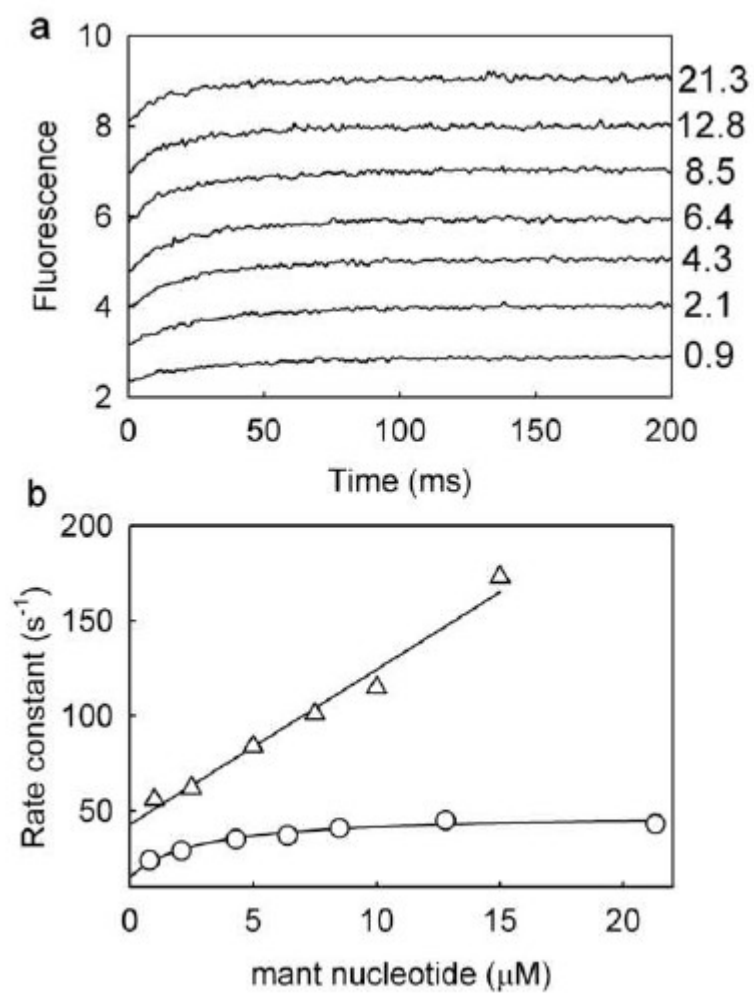 a
10
8
6
4
2
Fluorescence
21.3
12.8
8.5
6.4
4.3
2.1
0.9
0 50 100 150 200
Time (ms)
b
200
150
100
50
Rate constant (s⁻¹)
0 5 10 15 20
mant nucleotide (μM)